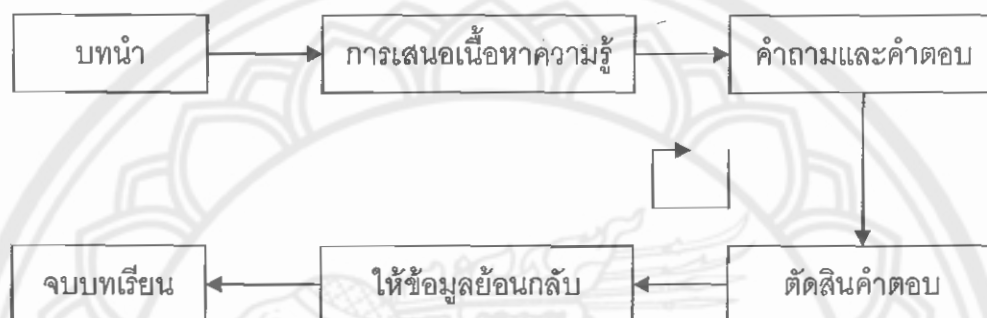 บทนำ
การเสนอเนื้อหาความรู้
คำถามและคำตอบ
จบบทเรียน
ให้ข้อมูลย้อนกลับ
ตัดสินคำตอบ